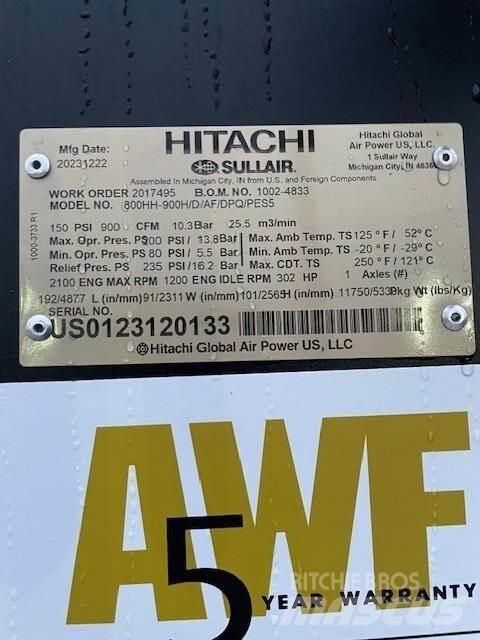 Mfg Date: HITACHI Hitachi Global
20231222 SULLAIR. Air Power US, LLC.
1 Sullair Way
Michigan City, IN
Assembled in Michigan City, IN from U.S. and Foreign Components.
WORK ORDER 2017495 B.O.M. NO. 1002-4833
MODEL NO. 800HH-900H/D/AF/DPQ/PES5
1000-3733 R1
150 PSI 900 CFM 10.3Bar 25.5 m3/min
Max. Opr. Pres. PS 200 PSI / 13.8Bar Max. Amb Temp. TS 125°F / 52°C
Min. Opr. Pres. PS 80 PSI / 5.5 Bar Min. Amb Temp. TS -20°F / -29°C
Relief Pres. PS 235 PSI /16.2 Bar Max. CDT. TS 250°F / 121°C
2100 ENG MAX RPM 1200 ENG IDLE RPM 302 HP 1 Axles (#)
192/4877 L (in/mm) 91/2311 W (in/mm) 101/2565 H (in/mm) 11750/5330 Pkg Wt (lbs/Kg)
SERIAL NO.
US0123120133
Hitachi Global Air Power US, LLC
AWF
5
YEAR WARRANTY
RITCHIE BROS
MASCUS